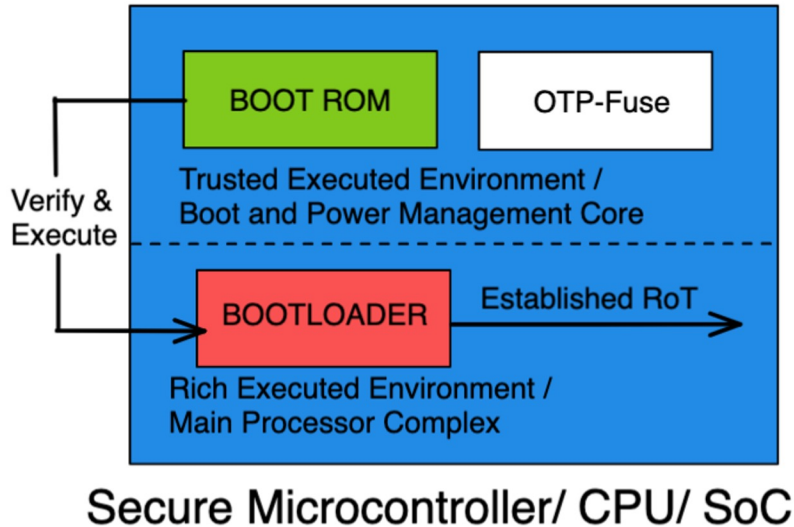 BOOT ROM
OTP-Fuse
Trusted Executed Environment /
Boot and Power Management Core
Verify &
Execute
BOOTLOADER
Established RoT
Rich Executed Environment /
Main Processor Complex
Secure Microcontroller/ CPU/ SoC